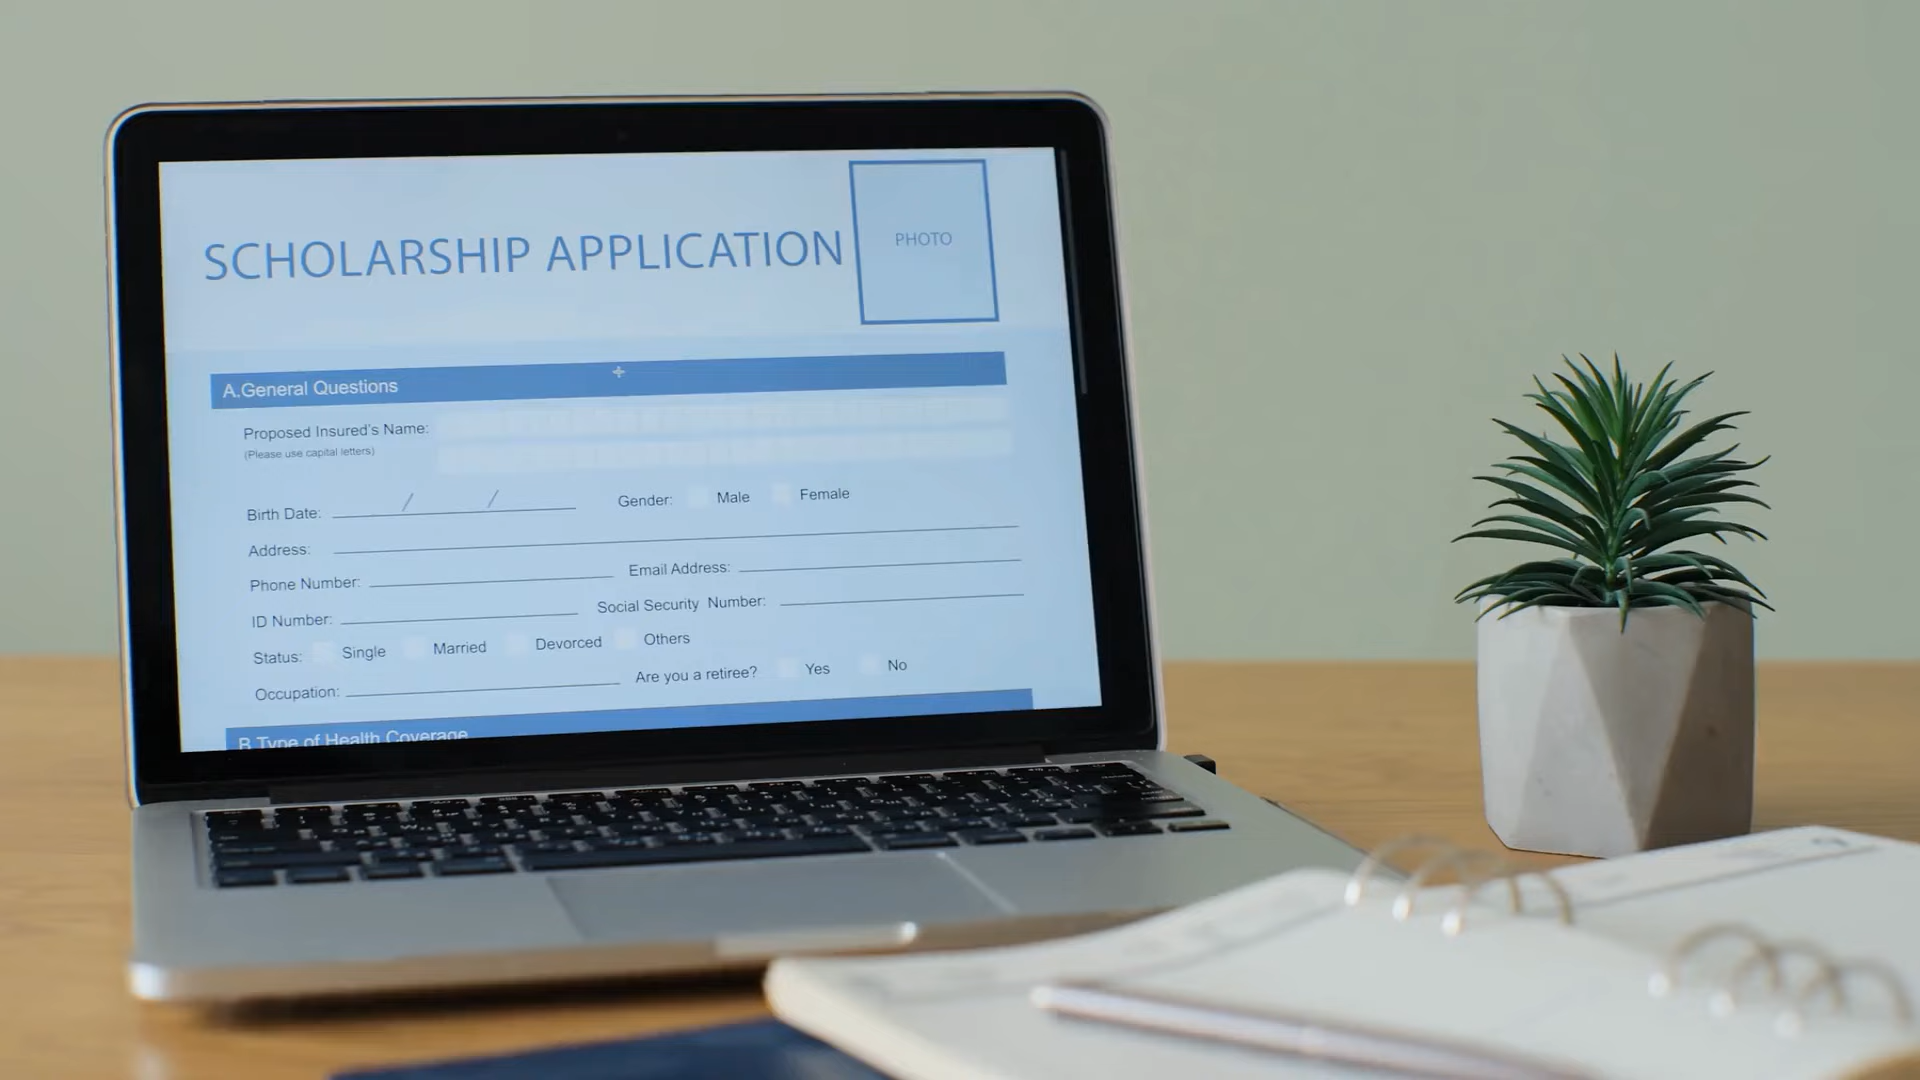 SCHOLARSHIP APPLICATION
PHOTO
A.General Questions
Proposed Insured's Name:
(Please use capital letters)
Birth Date: / / Gender: Male Female
Address:
Phone Number: Email Address:
ID Number: Social Security Number:
Status: Single Married Devorced Others
Occupation: Are you a retiree? Yes No
B.Type of Health Coverage